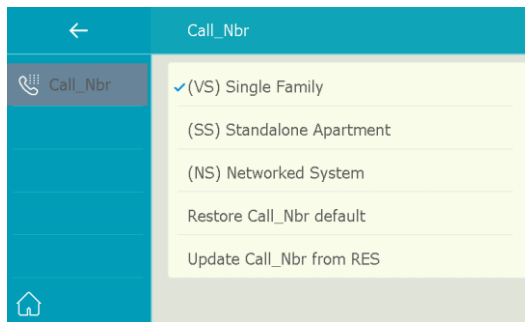 Call_Nbr
Call_Nbr
(VS) Single Family
(SS) Standalone Apartment
(NS) Networked System
Restore Call_Nbr default
Update Call_Nbr from RES